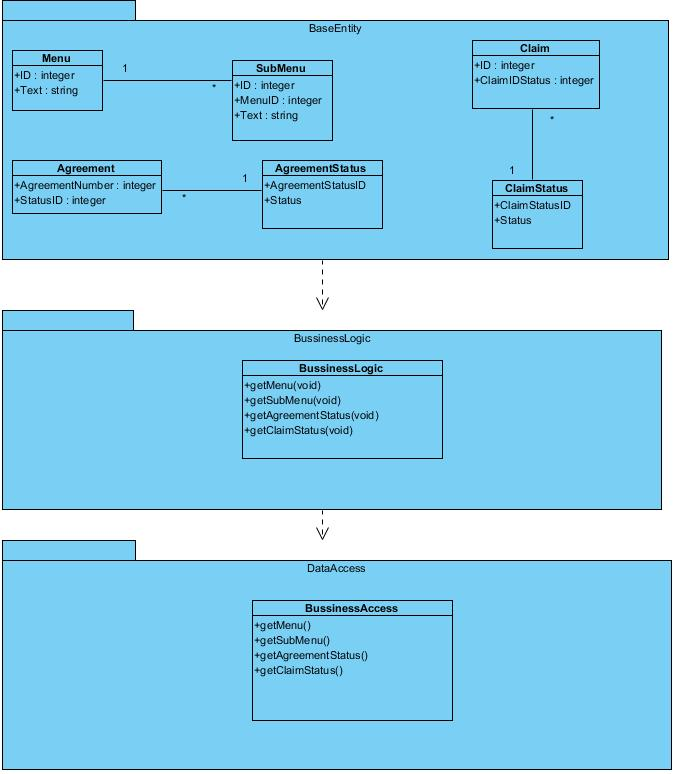 BaseEntity
Menu
+ID : integer
+Text : string
1
*
SubMenu
+ID : integer
+MenuID : integer
+Text : string
Claim
+ID : integer
+ClaimIDStatus : integer
*
1
ClaimStatus
+ClaimStatusID
+Status
Agreement
+AgreementNumber : integer
+StatusID : integer
*
1
AgreementStatus
+AgreementStatusID
+Status
BussinessLogic
BussinessLogic
+getMenu(void)
+getSubMenu(void)
+getAgreementStatus(void)
+getClaimStatus(void)
DataAccess
BussinessAccess
+getMenu()
+getSubMenu()
+getAgreementStatus()
+getClaimStatus()